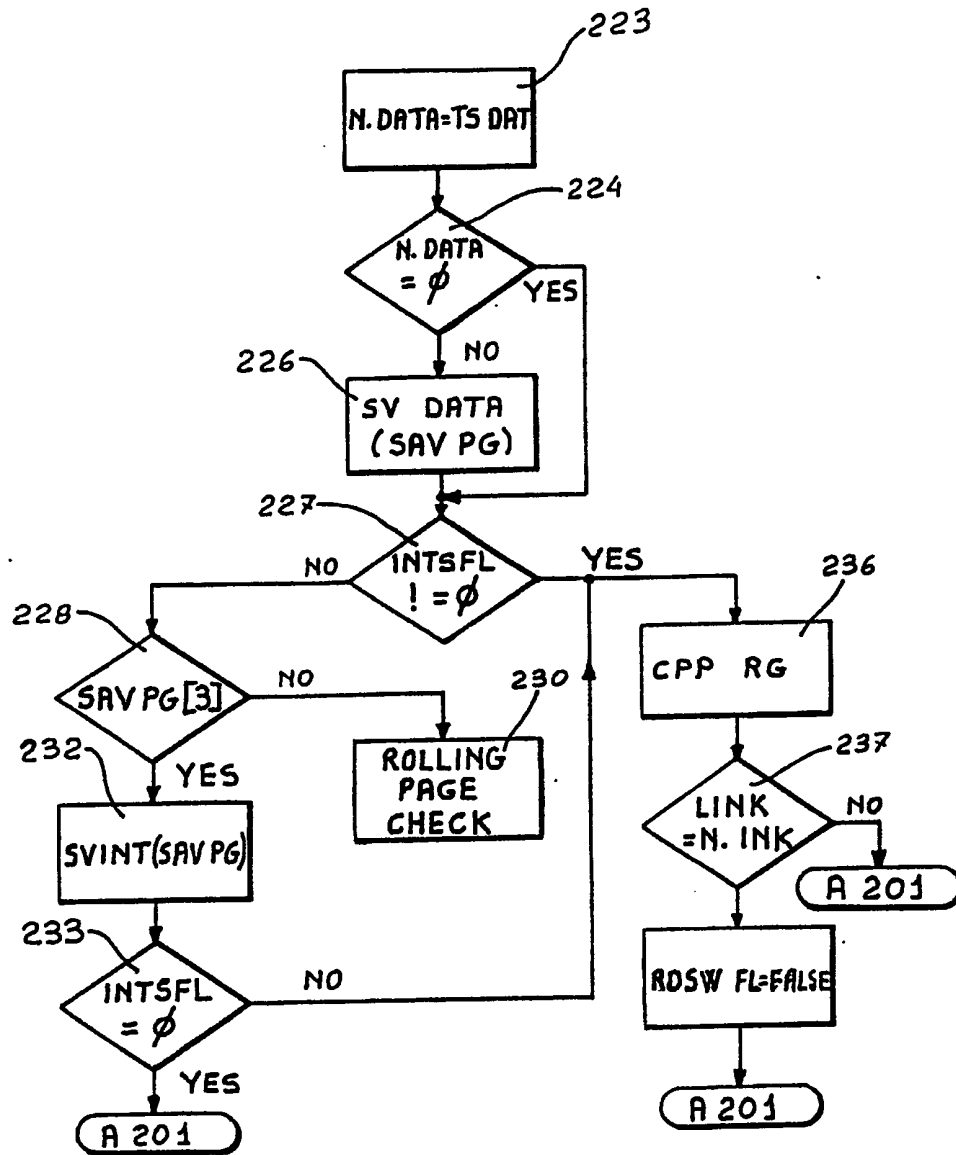 223
N.DATA=TS DAT
224
N. DATA
= ϕ
YES
NO
226
SV DATA
(SAV PG)
227
INTSFL
! = ϕ
NO
YES
228
SAV PG [3]
NO
YES
230
ROLLING
PAGE
CHECK
232
SVINT(SAV PG)
233
INTSFL
= ϕ
NO
YES
A 201
236
CPP RG
237
LINK
=N. INK
NO
A 201
RDSW FL=FALSE
A 201